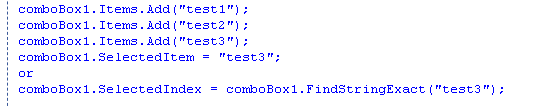 comboBox1.Items.Add("test1");
comboBox1.Items.Add("test2");
comboBox1.Items.Add("test3");
comboBox1.SelectedItem = "test3";
or
comboBox1.SelectedIndex = comboBox1.FindStringExact("test3");